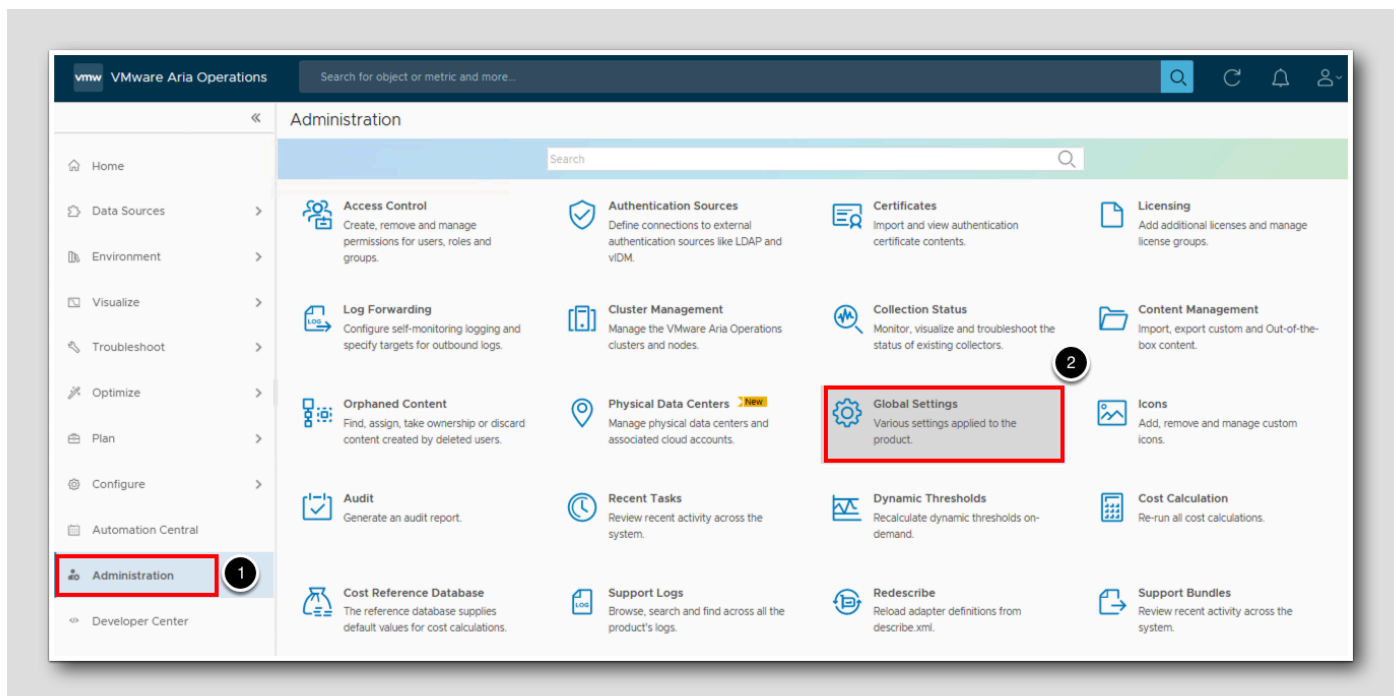 vmw VMware Aria Operations
Search for object or metric and more...
Administration
Search
Home
Data Sources
Environment
Visualize
Troubleshoot
Optimize
Plan
Configure
Automation Central
Administration
1
Developer Center
Access Control
Create, remove and manage
permissions for users, roles and
groups.
Authentication Sources
Define connections to external
authentication sources like LDAP and
vIDM.
Certificates
Import and view authentication
certificate contents.
Licensing
Add additional licenses and manage
license groups.
Log Forwarding
Configure self-monitoring logging and
specify targets for outbound logs.
LOG
Cluster Management
Manage the VMware Aria Operations
clusters and nodes.
Collection Status
Monitor, visualize and troubleshoot the
status of existing collectors.
Content Management
Import, export custom and Out-of-the-
box content.
2
Orphaned Content
Find, assign, take ownership or discard
content created by deleted users.
Physical Data Centers New
Manage physical data centers and
associated cloud accounts.
Global Settings
Various settings applied to the
product.
Icons
Add, remove and manage custom
icons.
Audit
Generate an audit report.
Recent Tasks
Review recent activity across the
system.
Dynamic Thresholds
Recalculate dynamic thresholds on-
demand.
Cost Calculation
Re-run all cost calculations.
Cost Reference Database
The reference database supplies
default values for cost calculations.
Support Logs
Browse, search and find across all the
product's logs.
LOG
Redescribe
Reload adapter definitions from
describe.xml.
Support Bundles
Review recent activity across the
system.